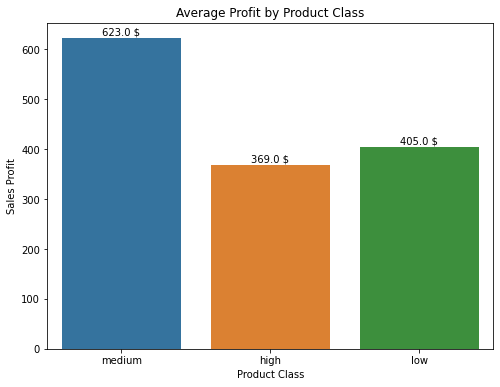 Average Profit by Product Class
623.0 $
369.0 $
405.0 $
Sales Profit
600
500
400
300
200
100
0
medium
high
low
Product Class